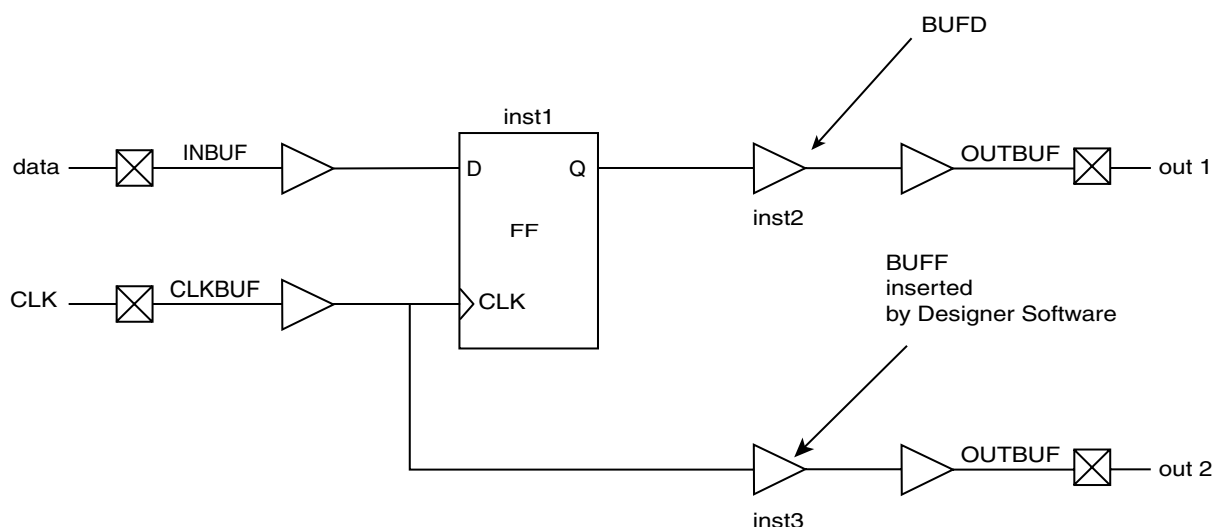 BUFD
inst1
data
INBUF
D
Q
OUTBUF
out 1
inst2
FF
BUFF
inserted
by Designer Software
CLK
CLKBUF
CLK
OUTBUF
out 2
inst3